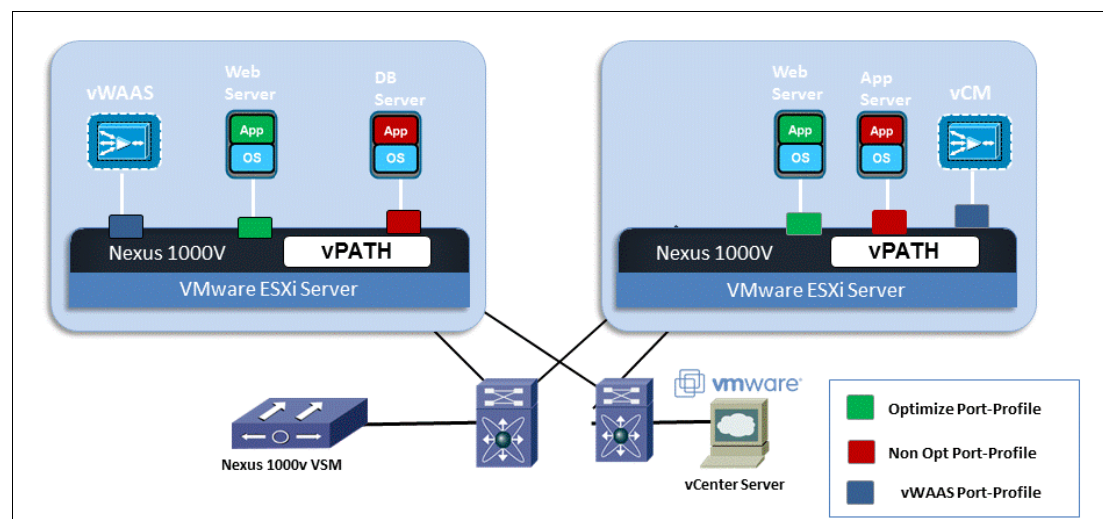 vWAAS
Web
Server
DB
Server
App
OS
App
OS
Nexus 1000V
vPATH
VMware ESXi Server
Web
Server
App
Server
vCM
App
OS
App
OS
Nexus 1000V
vPATH
VMware ESXi Server
Nexus 1000v VSM
vmware®
vCenter Server
Optimize Port-Profile
Non Opt Port-Profile
vWAAS Port-Profile